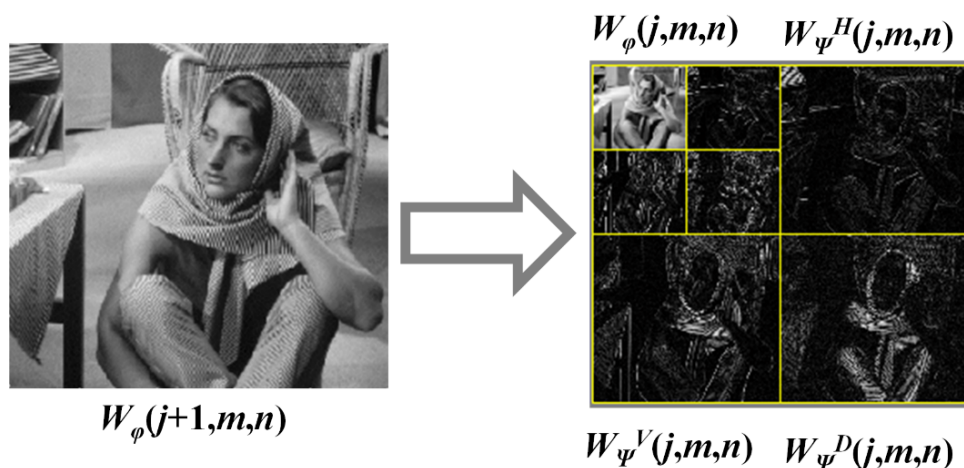 W_φ(j,m,n) W_Ψ^H(j,m,n)
W_φ(j+1,m,n)
W_Ψ^V(j,m,n) W_Ψ^D(j,m,n)